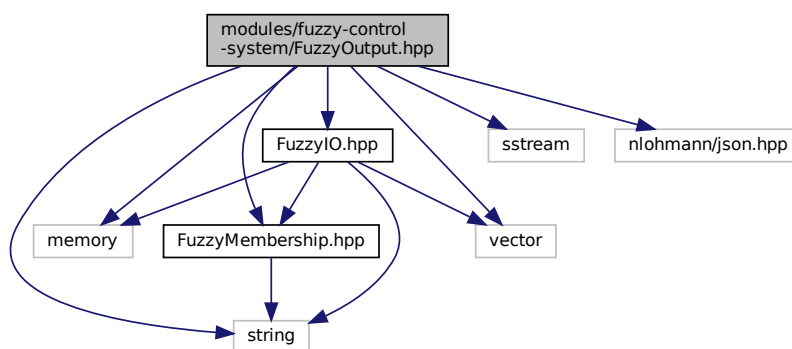 modules/fuzzy-control
-system/FuzzyOutput.hpp
FuzzyIO.hpp
sstream
nlohmann/json.hpp
memory
FuzzyMembership.hpp
vector
string